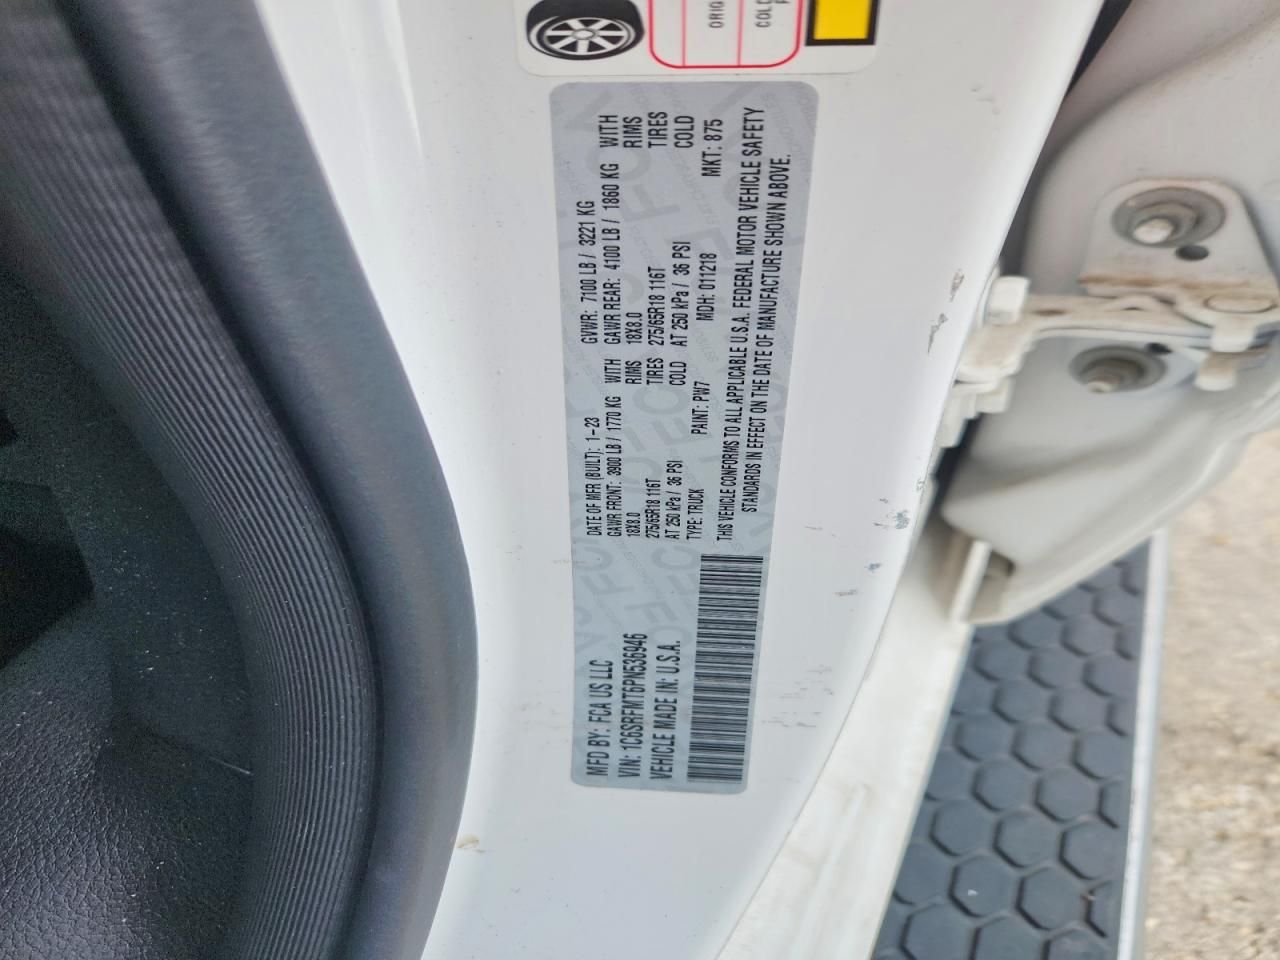 ORIG
COLD
MFD BY: FCA US LLC
VIN: 1C6SRFMT6PN536946
VEHICLE MADE IN: U.S.A.
DATE OF MFR (BUILT): 1-23 GVWR: 7100 LB / 3221 KG
GAWR FRONT: 3900 LB / 1770 KG WITH GAWR REAR: 4100 LB / 1860 KG WITH
18X8.0 RIMS 18X8.0 RIMS
275/65R18 116T TIRES 275/65R18 116T TIRES
AT 250 kPa / 36 PSI COLD AT 250 kPa / 36 PSI COLD
TYPE: TRUCK PAINT: PW7 MDH: 011218 MKT: 875
THIS VEHICLE CONFORMS TO ALL APPLICABLE U.S.A. FEDERAL MOTOR VEHICLE SAFETY
STANDARDS IN EFFECT ON THE DATE OF MANUFACTURE SHOWN ABOVE.